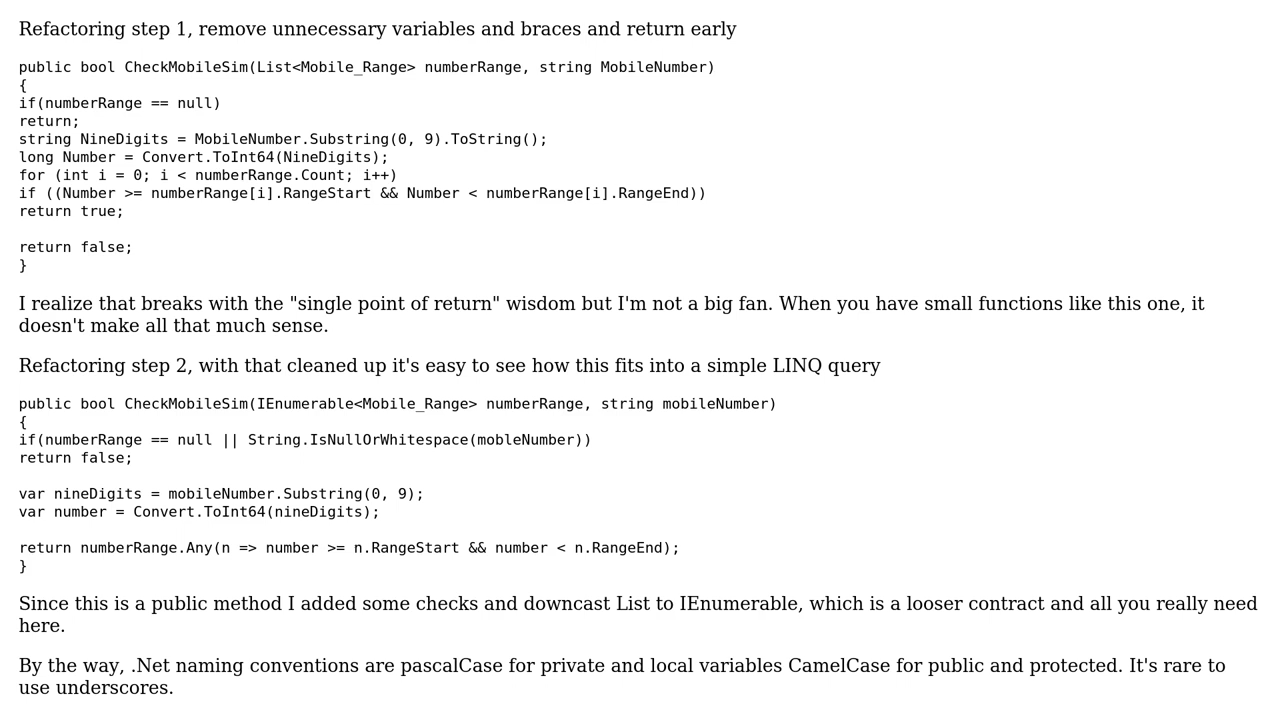 Refactoring step 1, remove unnecessary variables and braces and return early
public bool CheckMobileSim(List<Mobile_Range> numberRange, string MobileNumber)
{
if(numberRange == null)
return;
string NineDigits = MobileNumber.Substring(0, 9).ToString();
long Number = Convert.ToInt64(NineDigits);
for (int i = 0; i < numberRange.Count; i++)
if ((Number >= numberRange[i].RangeStart && Number < numberRange[i].RangeEnd))
return true;
return false;
}
I realize that breaks with the "single point of return" wisdom but I'm not a big fan. When you have small functions like this one, it
doesn't make all that much sense.
Refactoring step 2, with that cleaned up it's easy to see how this fits into a simple LINQ query
public bool CheckMobileSim(IEnumerable<Mobile_Range> numberRange, string mobileNumber)
{
if(numberRange == null || String.IsNullOrWhitespace(mobleNumber))
return false;
var nineDigits = mobileNumber.Substring(0, 9);
var number = Convert.ToInt64(nineDigits);
return numberRange.Any(n => number >= n.RangeStart && number < n.RangeEnd);
}
Since this is a public method I added some checks and downcast List to IEnumerable, which is a looser contract and all you really need
here.
By the way, .Net naming conventions are pascalCase for private and local variables CamelCase for public and protected. It's rare to
use underscores.